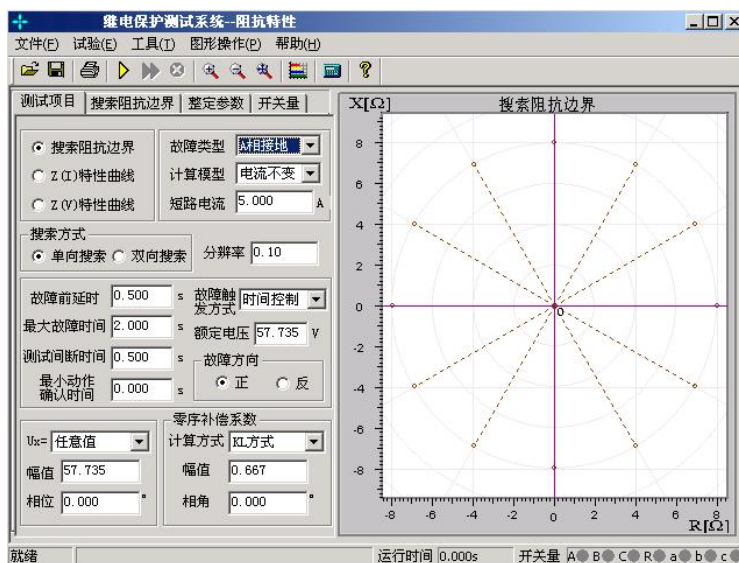 继电保护测试系统--阻抗特性
文件(F) 试验(E) 工具(T) 图形操作(P) 帮助(H)
测试项目 搜索阻抗边界 整定参数 开关量
搜索阻抗边界
Z(I)特性曲线
Z(V)特性曲线
故障类型 A相接地
计算模型 电流不变
短路电流 5.000 A
搜索方式
单向搜索 双向搜索 分辨率 0.10
故障前延时 0.500 s 故障触发方式 时间控制
最大故障时间 2.000 s 额定电压 57.735 V
测试间断时间 0.500 s 故障方向
最小动作确认时间 0.000 s 正 反
Ux= 任意值
幅值 57.735
相位 0.000 °
零序补偿系数
计算方式 KL方式
幅值 0.667
相角 0.000 °
X[Ω] 搜索阻抗边界
8
6
4
2
0
-2
-4
-6
-8
0
-8 -6 -4 -2 0 2 4 6 8
R[Ω]
就绪 运行时间 0.000s 开关量 A B C R a b c